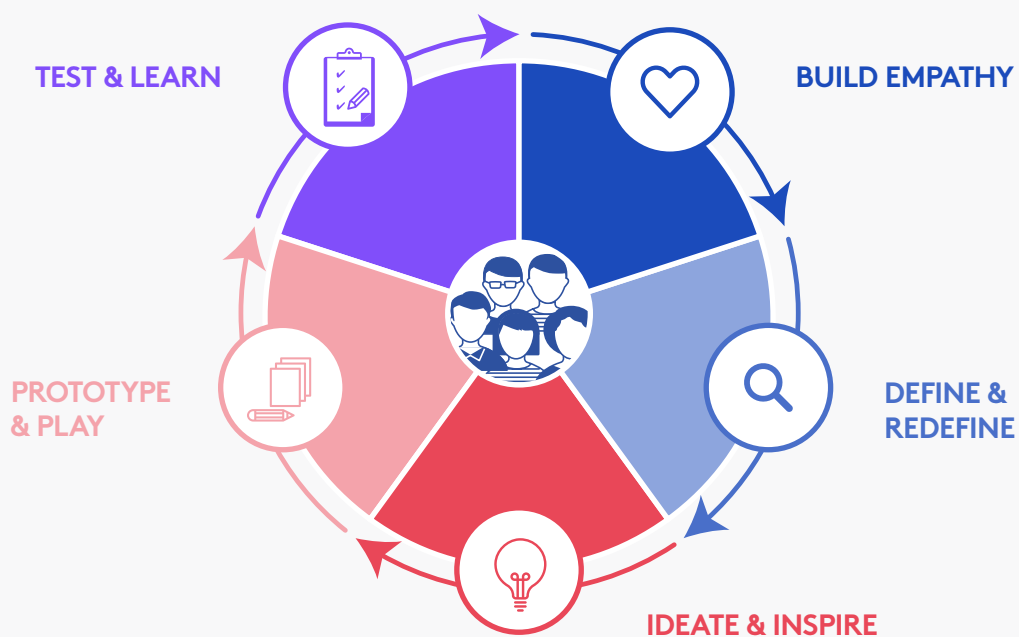 TEST & LEARN
BUILD EMPATHY
PROTOTYPE
& PLAY
DEFINE &
REDEFINE
IDEATE & INSPIRE